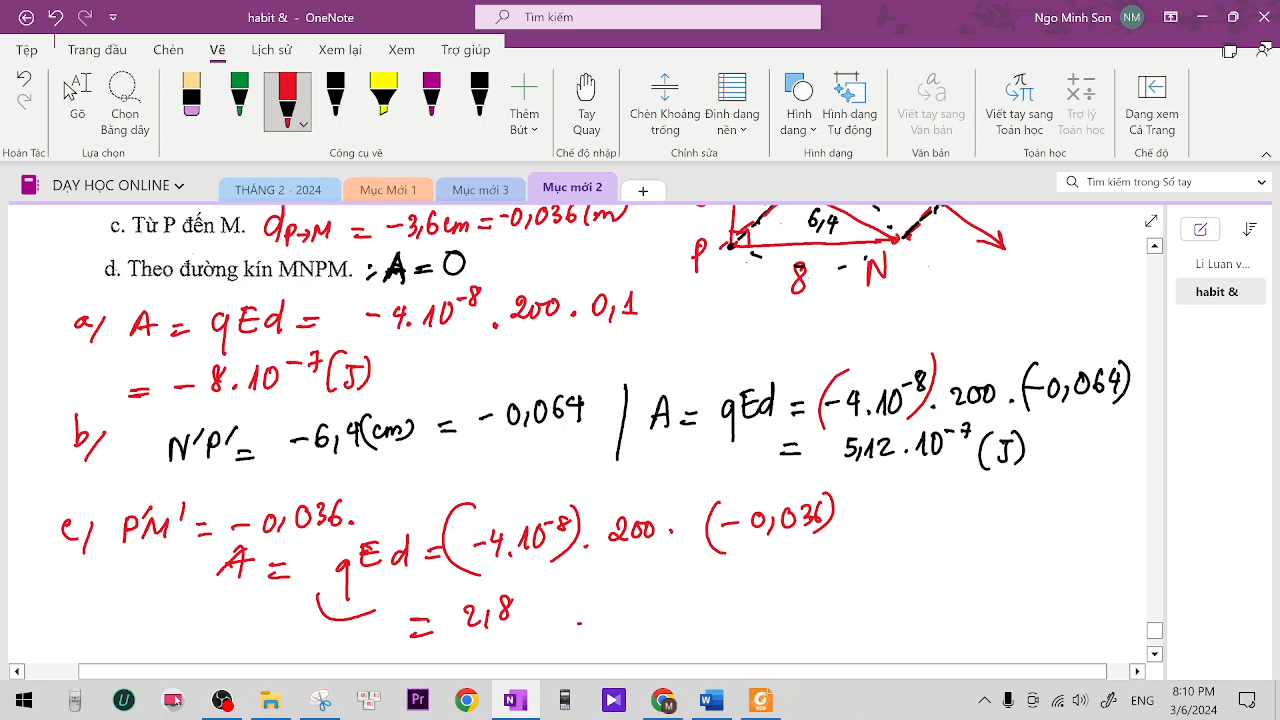 habit & - OneNote
Tìm kiếm
Ngo Minh Son NM
Tệp Trang đầu Chèn Vẽ Lịch sử Xem lại Xem Trợ giúp
Gõ
Chọn Bằng dây
Thêm Bút
Tay Quay
Chèn Khoảng trống
Định dạng nền
Hình dạng
Hình dạng Tự động
Viết tay sang Văn bản
Viết tay sang Toán học
Trợ lý Toán học
Dạng xem Cả Trang
Hoàn Tác Lựa chọn Công cụ vẽ Chế độ nhập Chỉnh sửa Hình dạng Văn bản Toán học Chế độ
DẠY HỌC ONLINE THÁNG 2 - 2024 Mục Mới 1 Mục mới 3 Mục mới 2 +
Tìm kiếm trong Sổ tay
Li Luan v...
habit &
c. Từ P đến M. dP→M = -3,6cm = -0,036(m)
d. Theo đường kín MNPM. : A = 0
6,4
P
8
N
a/ A = qEd = -4.10⁻⁸ . 200 . 0,1
= -8.10⁻⁷ (J)
b/ N'P' = -6,4(cm) = -0,064 | A = qEd = (-4.10⁻⁸) . 200 . (-0,064)
= 5,12 . 10⁻⁷ (J)
c/ P'M' = -0,036.
A = qEd = (-4.10⁻⁸) . 200 . (-0,036)
= 2,8
Pr
N
W
PDF
M
ENG
8:10 PM
3/6/2024